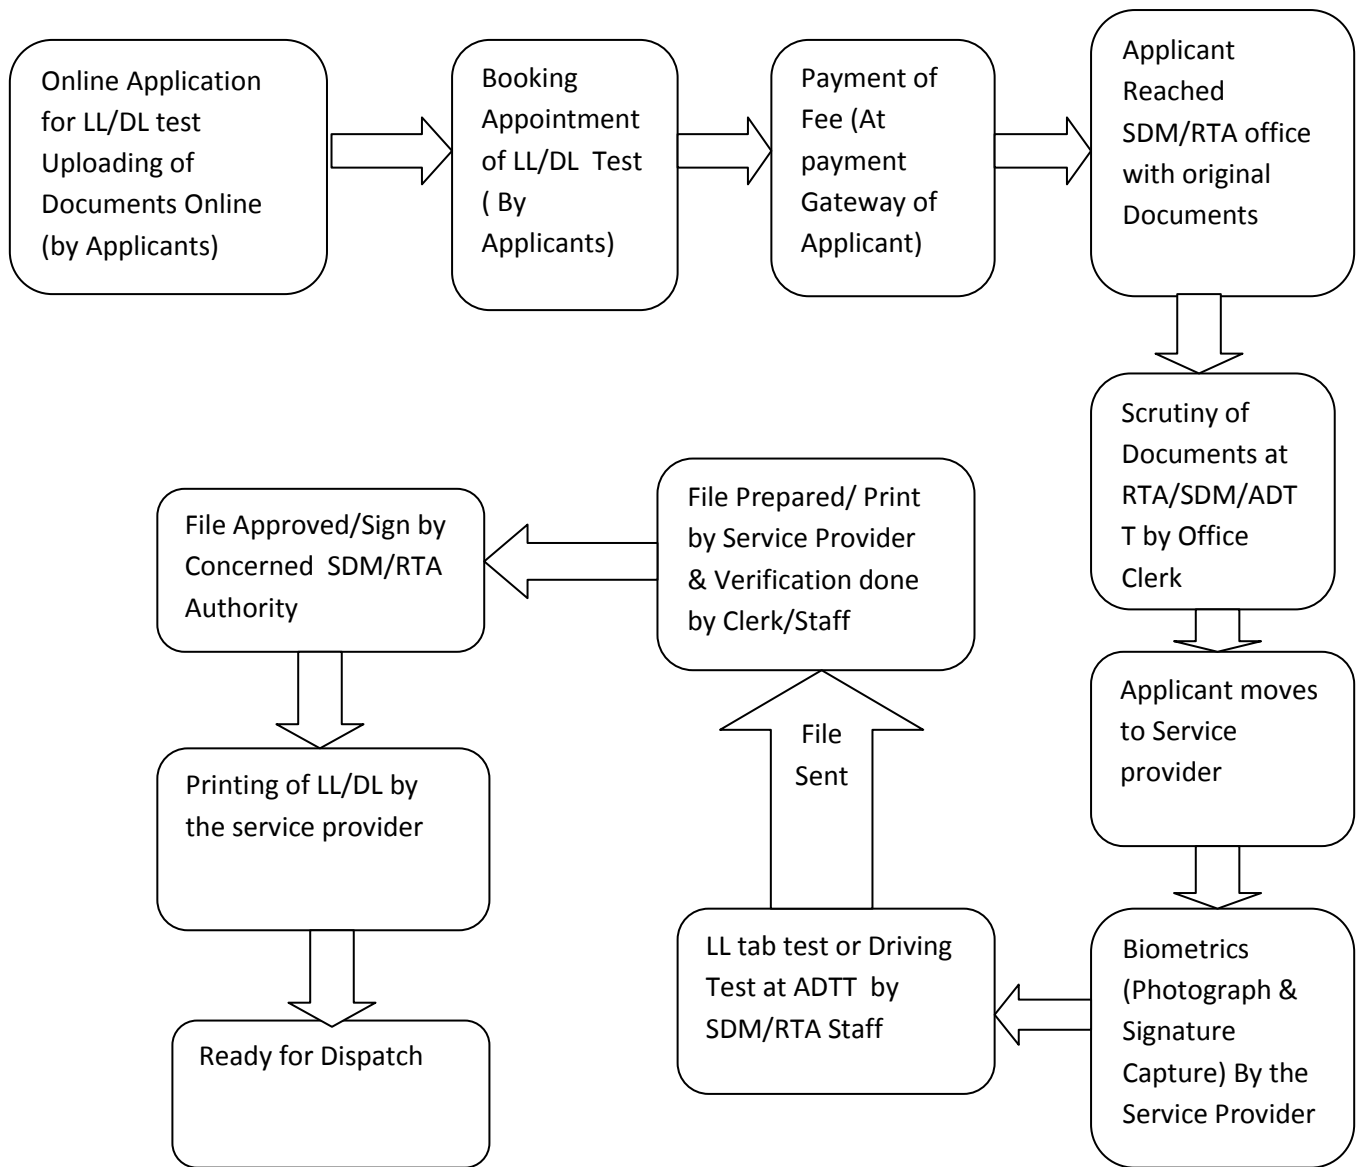 Online Application
for LL/DL test
Uploading of
Documents Online
(by Applicants)
Booking
Appointment
of LL/DL Test
( By
Applicants)
Payment of
Fee (At
payment
Gateway of
Applicant)
Applicant
Reached
SDM/RTA office
with original
Documents
Scrutiny of
Documents at
RTA/SDM/ADT
T by Office
Clerk
Applicant moves
to Service
provider
Biometrics
(Photograph &
Signature
Capture) By the
Service Provider
LL tab test or Driving
Test at ADTT by
SDM/RTA Staff
File
Sent
File Prepared/ Print
by Service Provider
& Verification done
by Clerk/Staff
File Approved/Sign by
Concerned SDM/RTA
Authority
Printing of LL/DL by
the service provider
Ready for Dispatch